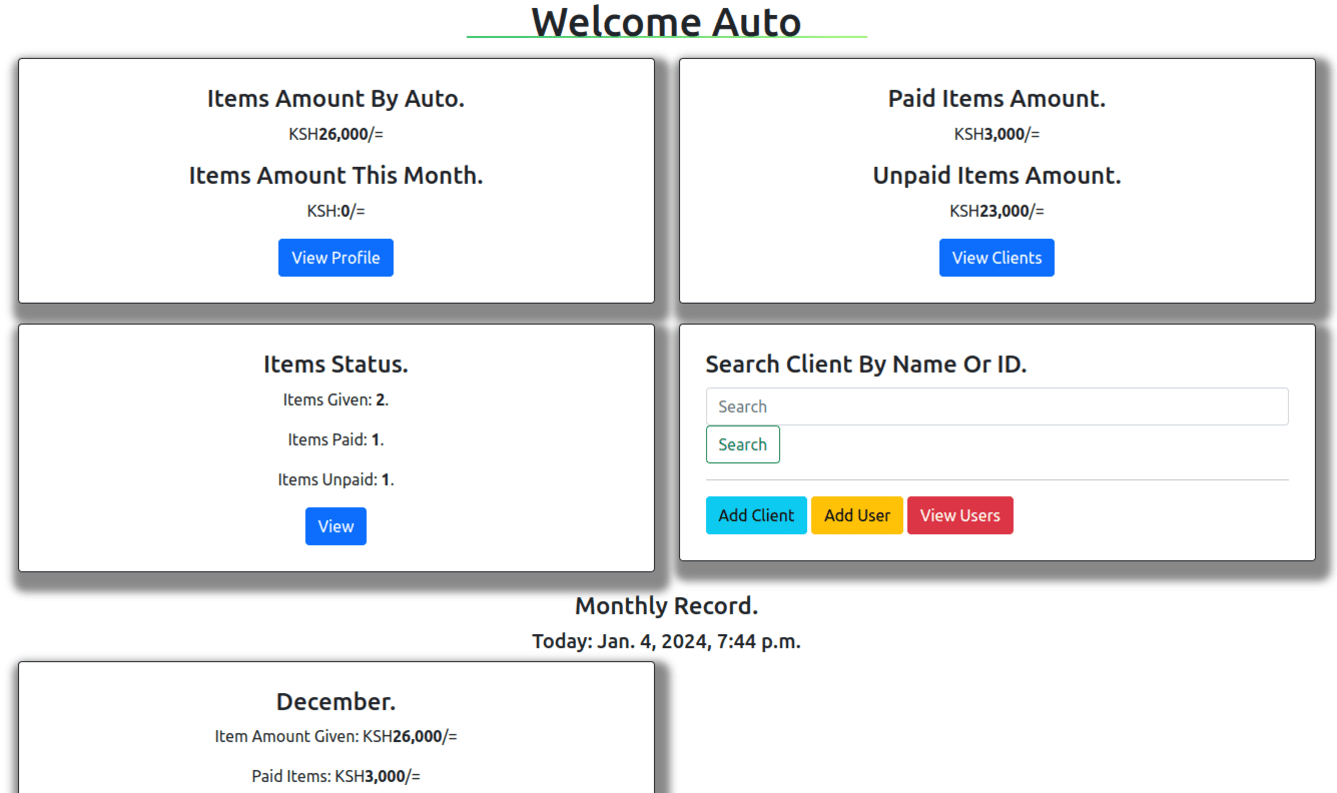 Welcome Auto
Items Amount By Auto.
KSH26,000/=
Items Amount This Month.
KSH:0/=
View Profile
Paid Items Amount.
KSH3,000/=
Unpaid Items Amount.
KSH23,000/=
View Clients
Items Status.
Items Given: 2.
Items Paid: 1.
Items Unpaid: 1.
View
Search Client By Name Or ID.
Search
Search
Add Client Add User View Users
Monthly Record.
Today: Jan. 4, 2024, 7:44 p.m.
December.
Item Amount Given: KSH26,000/=
Paid Items: KSH3,000/=